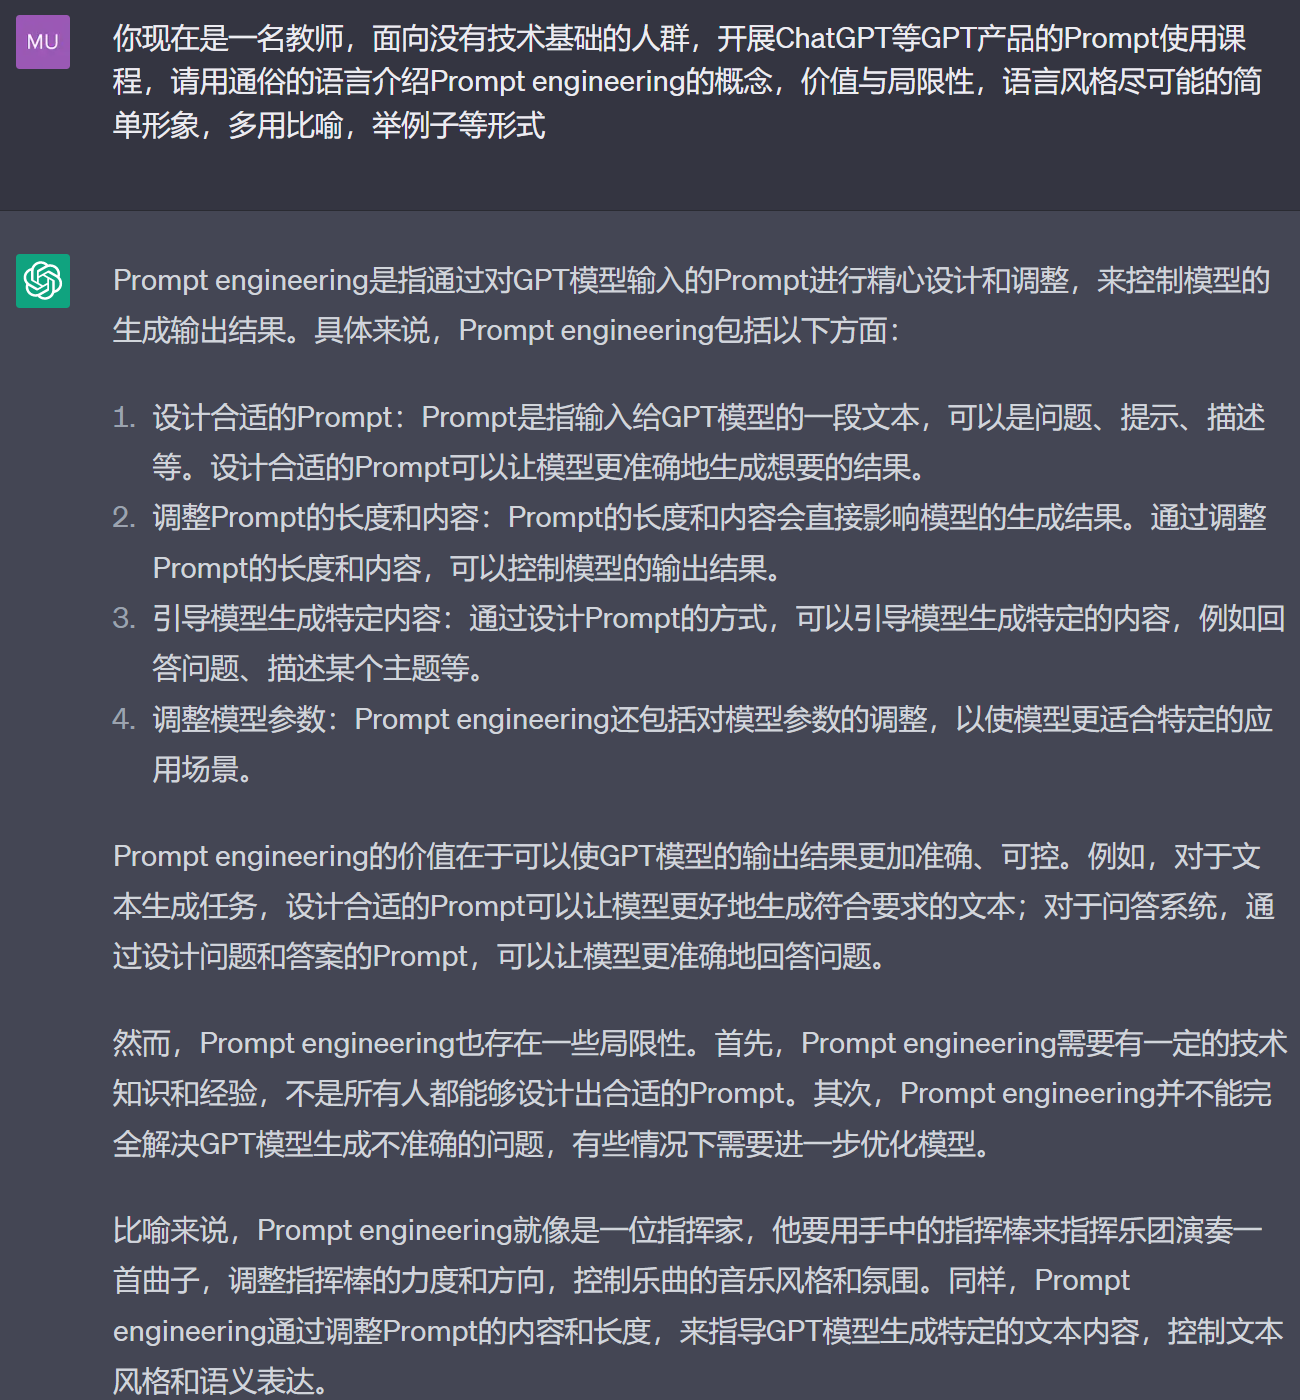 MU
你现在是一名教师，面向没有技术基础的人群，开展ChatGPT等GPT产品的Prompt使用课
程，请用通俗的语言介绍Prompt engineering的概念，价值与局限性，语言风格尽可能的简
单形象，多用比喻，举例子等形式
Prompt engineering是指通过对GPT模型输入的Prompt进行精心设计和调整，来控制模型的
生成输出结果。具体来说，Prompt engineering包括以下方面：
1. 设计合适的Prompt：Prompt是指输入给GPT模型的一段文本，可以是问题、提示、描述
等。设计合适的Prompt可以让模型更准确地生成想要的结果。
2. 调整Prompt的长度和内容：Prompt的长度和内容会直接影响模型的生成结果。通过调整
Prompt的长度和内容，可以控制模型的输出结果。
3. 引导模型生成特定内容：通过设计Prompt的方式，可以引导模型生成特定的内容，例如回
答问题、描述某个主题等。
4. 调整模型参数：Prompt engineering还包括对模型参数的调整，以使模型更适合特定的应
用场景。
Prompt engineering的价值在于可以使GPT模型的输出结果更加准确、可控。例如，对于文
本生成任务，设计合适的Prompt可以让模型更好地生成符合要求的文本；对于问答系统，通
过设计问题和答案的Prompt，可以让模型更准确地回答问题。
然而，Prompt engineering也存在一些局限性。首先，Prompt engineering需要有一定的技术
知识和经验，不是所有人都能够设计出合适的Prompt。其次，Prompt engineering并不能完
全解决GPT模型生成不准确的问题，有些情况下需要进一步优化模型。
比喻来说，Prompt engineering就像是一位指挥家，他要用手中的指挥棒来指挥乐团演奏一
首曲子，调整指挥棒的力度和方向，控制乐曲的音乐风格和氛围。同样，Prompt
engineering通过调整Prompt的内容和长度，来指导GPT模型生成特定的文本内容，控制文本
风格和语义表达。